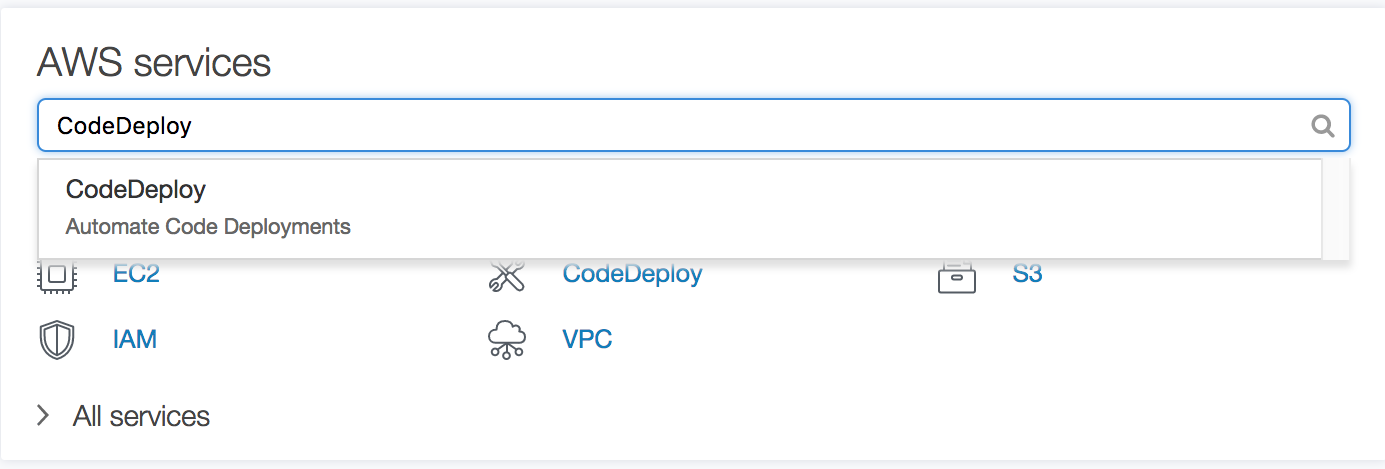 AWS services
CodeDeploy
CodeDeploy
Automate Code Deployments
EC2 CodeDeploy S3
IAM VPC
All services